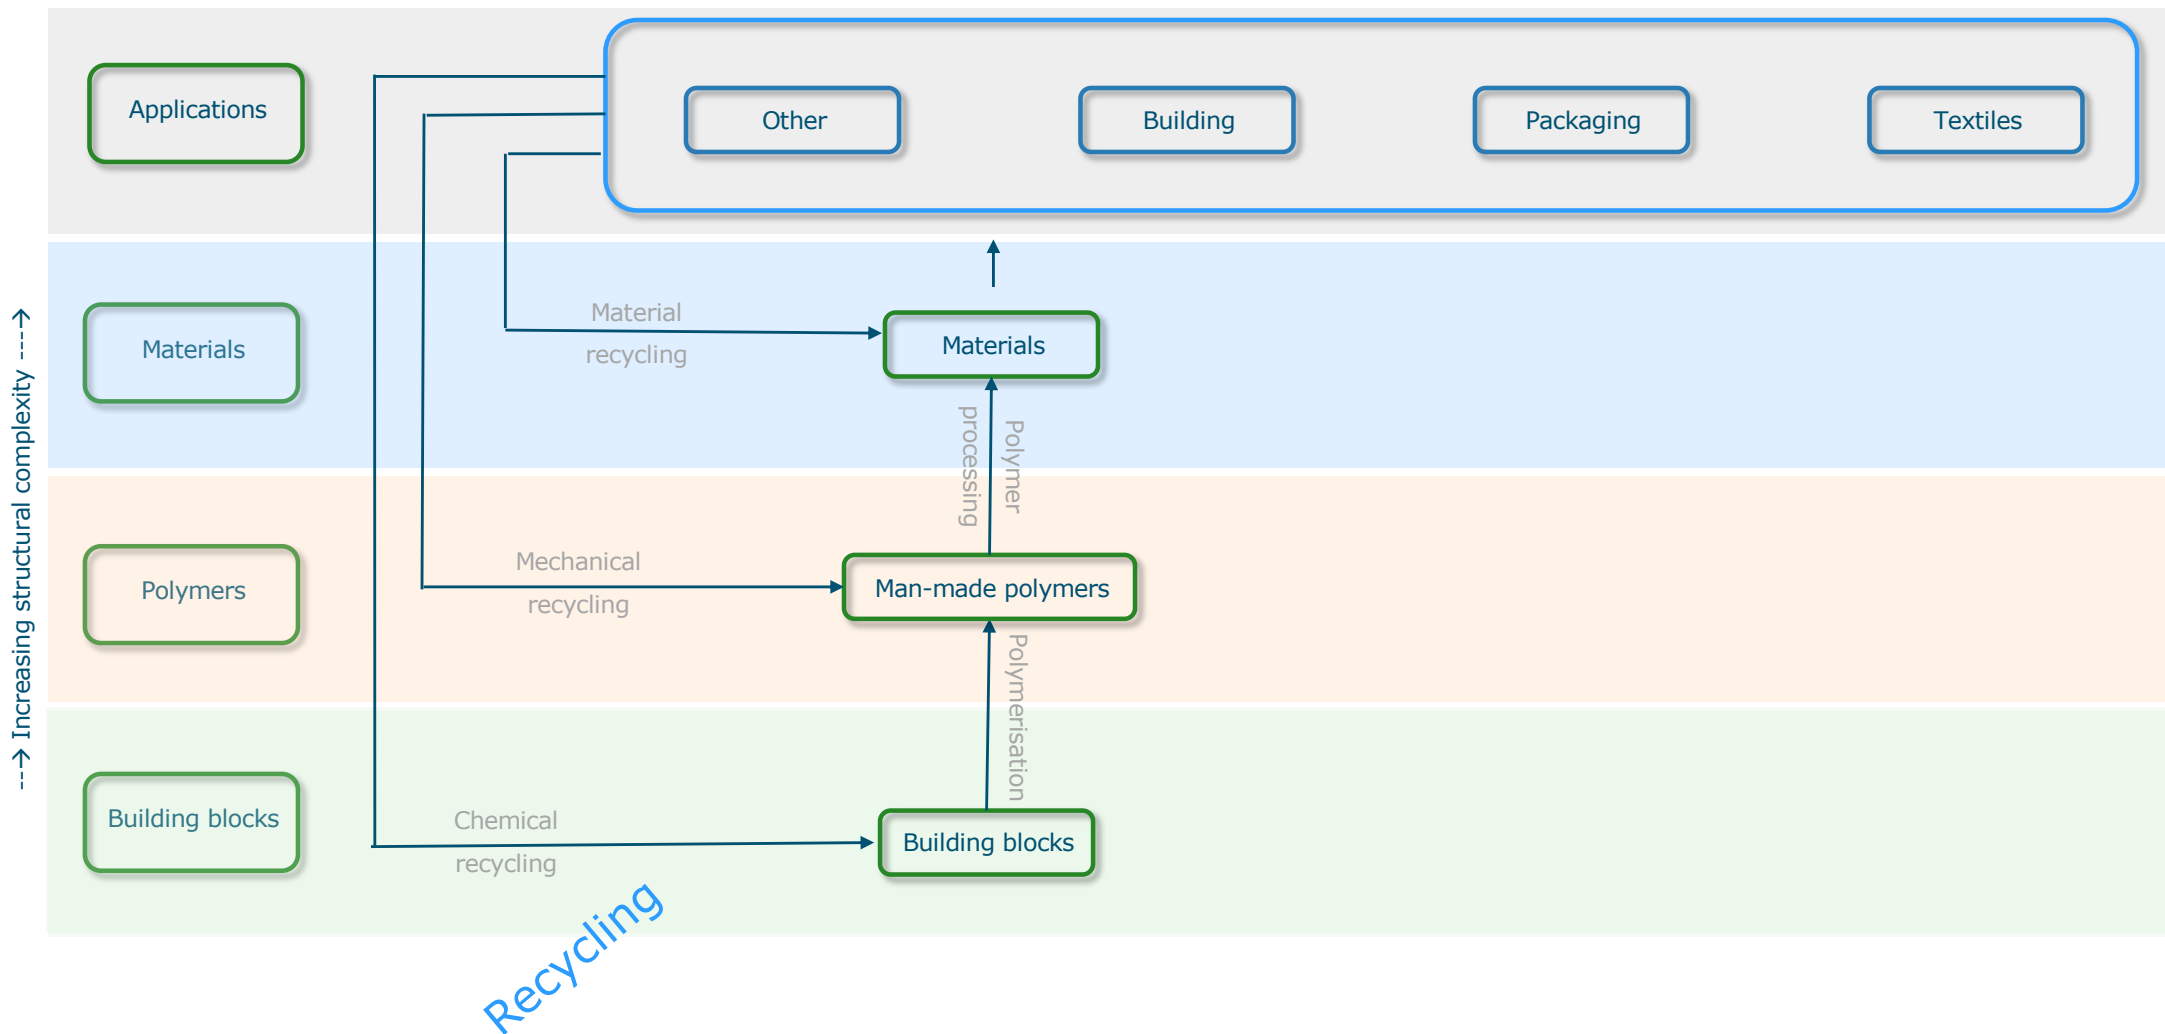 Applications
Other
Building
Packaging
Textiles
Materials
Material
recycling
Materials
Polymer
processing
Polymers
Mechanical
recycling
Man-made polymers
Polymerisation
Building blocks
Chemical
recycling
Building blocks
Recycling
---→ Increasing structural complexity ----→